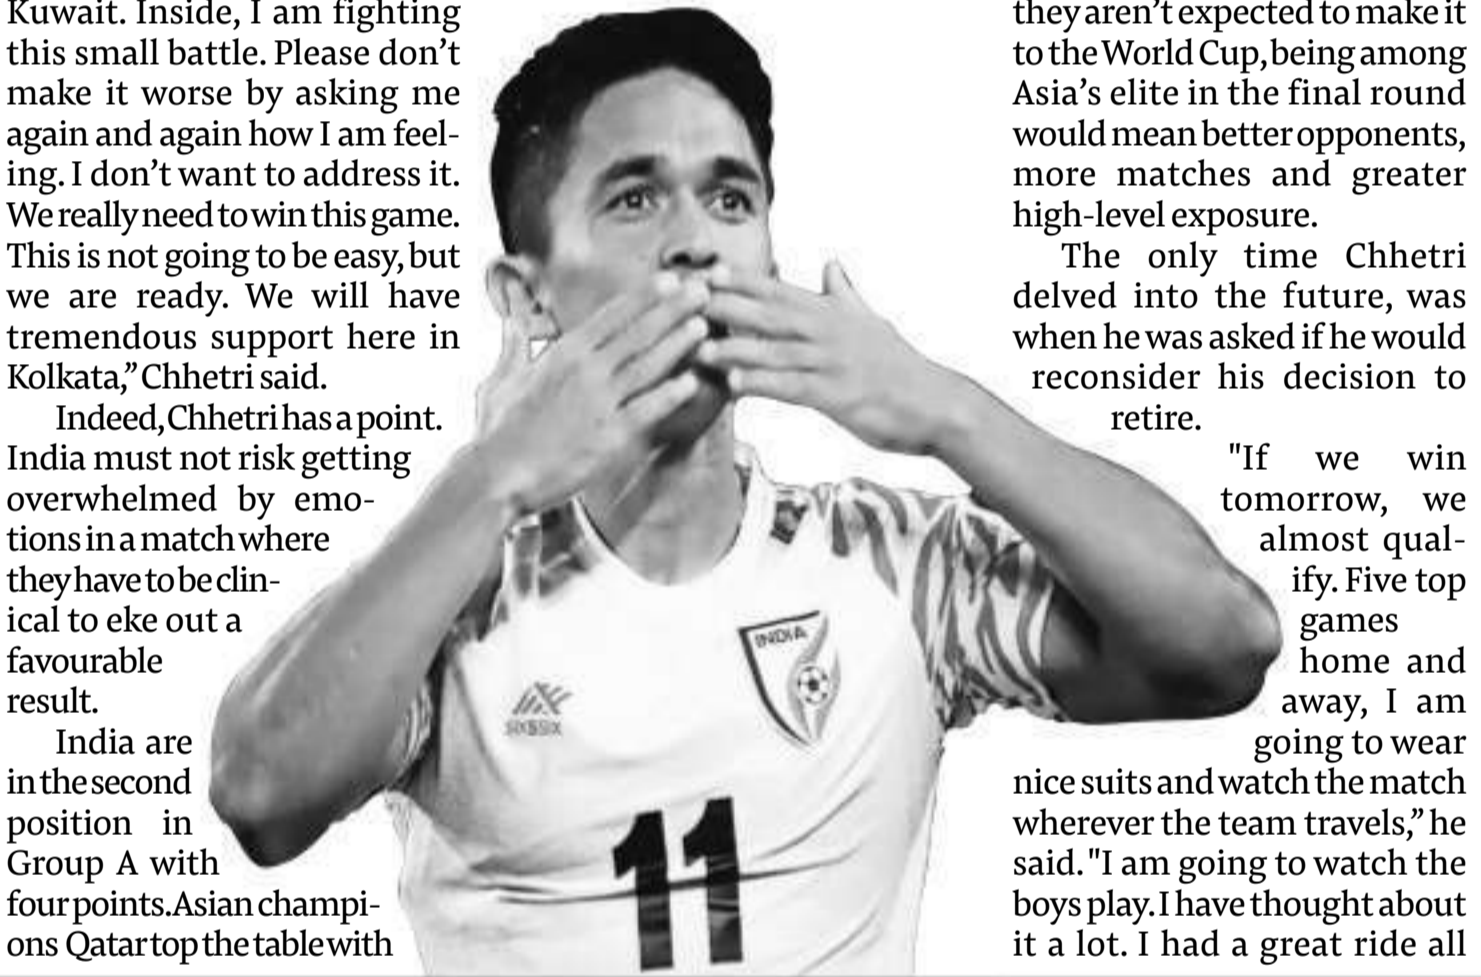 Kuwait. Inside, I am fighting
this small battle. Please don’t
make it worse by asking me
again and again how I am feel-
ing. I don’t want to address it.
We really need to win this game.
This is not going to be easy, but
we are ready. We will have
tremendous support here in
Kolkata,” Chhetri said.
Indeed, Chhetri has a point.
India must not risk getting
overwhelmed by emo-
tions in a match where
they have to be clin-
ical to eke out a
favourable
result.
India are
in the second
position in
Group A with
four points. Asian champi-
ons Qatar top the table with
INDIA
SIX5SIX
11
they aren’t expected to make it
to the World Cup, being among
Asia’s elite in the final round
would mean better opponents,
more matches and greater
high-level exposure.
The only time Chhetri
delved into the future, was
when he was asked if he would
reconsider his decision to
retire.
"If we win
tomorrow, we
almost qual-
ify. Five top
games
home and
away, I am
going to wear
nice suits and watch the match
wherever the team travels,” he
said. "I am going to watch the
boys play. I have thought about
it a lot. I had a great ride all